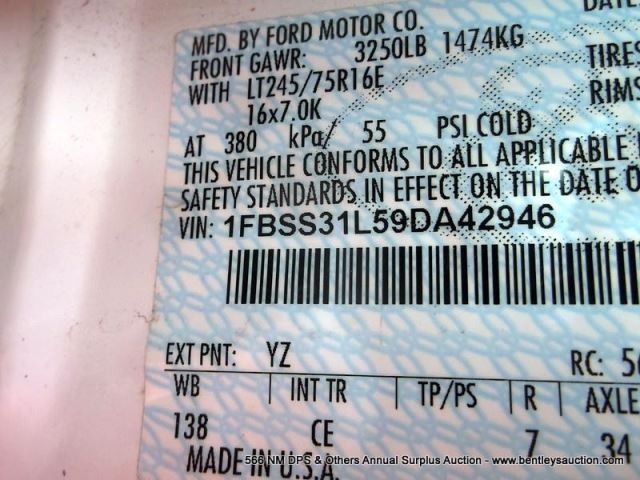 DATE
MFD. BY FORD MOTOR CO.
FRONT GAWR: 3250LB 1474KG
TIRES
WITH LT245/75R16E
RIMS
16x7.0K
AT 380 kPa/ 55 PSI COLD
THIS VEHICLE CONFORMS TO ALL APPLICABLE
SAFETY STANDARDS IN EFFECT ON THE DATE O
VIN: 1FBSS31L59DA42946
EXT PNT: YZ RC: 56
WB INT TR TP/PS R AXLE
138 CE 7 34
MADE IN U.S.A.
566 NM DPS & Others Annual Surplus Auction - www.bentleysauction.com